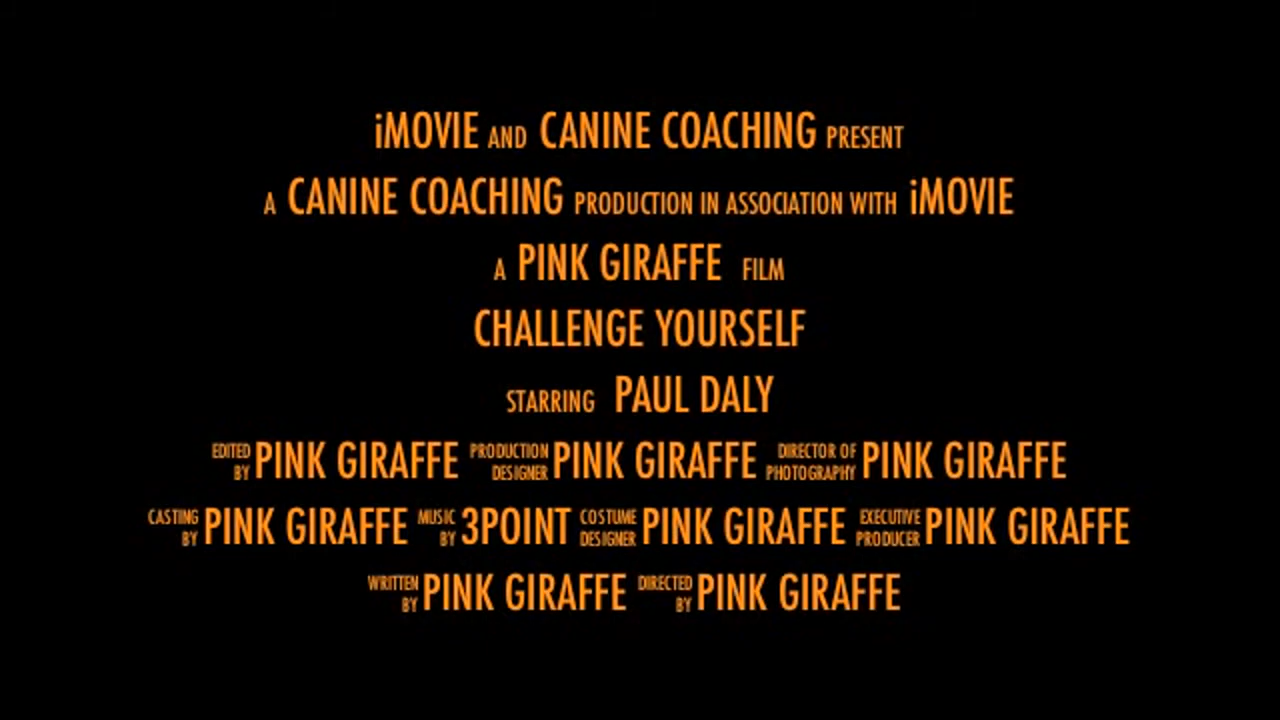 iMOVIE AND CANINE COACHING PRESENT
A CANINE COACHING PRODUCTION IN ASSOCIATION WITH iMOVIE
A PINK GIRAFFE FILM
CHALLENGE YOURSELF
STARRING PAUL DALY
EDITED BY PINK GIRAFFE PRODUCTION DESIGNER PINK GIRAFFE DIRECTOR OF PHOTOGRAPHY PINK GIRAFFE
CASTING BY PINK GIRAFFE MUSIC BY 3POINT COSTUME DESIGNER PINK GIRAFFE EXECUTIVE PRODUCER PINK GIRAFFE
WRITTEN BY PINK GIRAFFE DIRECTED BY PINK GIRAFFE